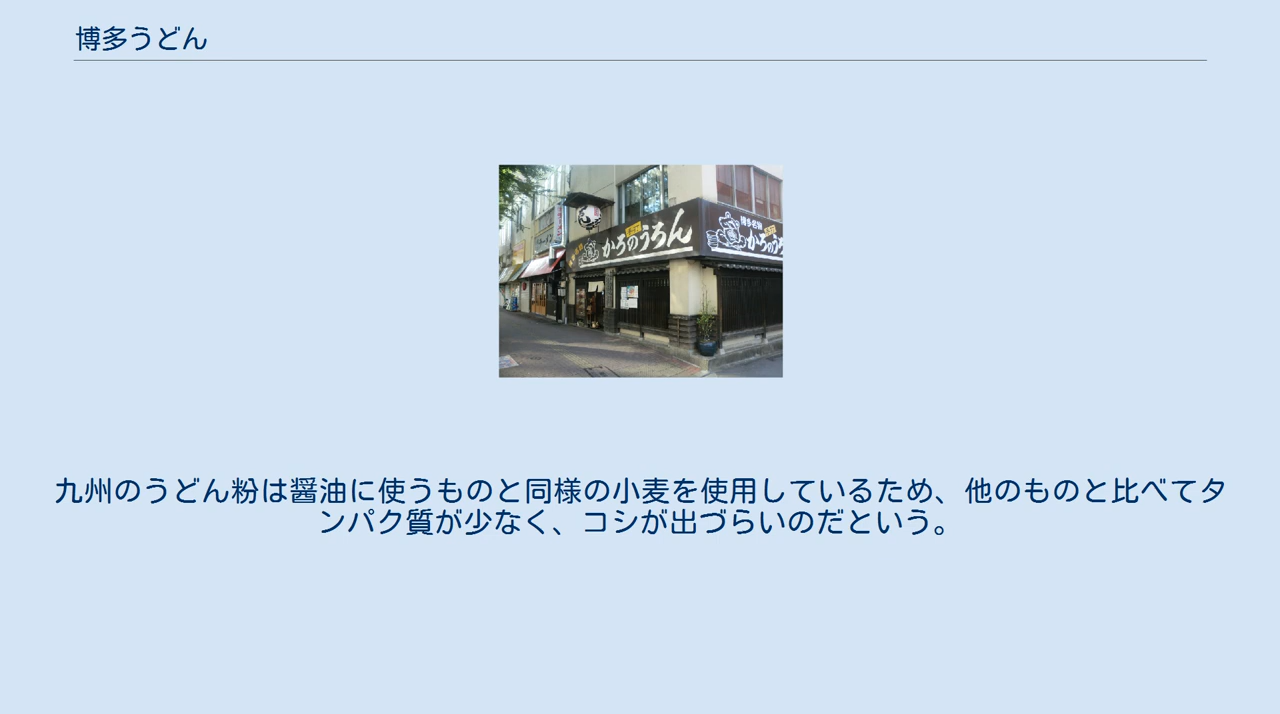 博多うどん
かろのうろん
博多名物
かろのうろ
九州のうどん粉は醤油に使うものと同様の小麦を使用しているため、他のものと比べてタ
ンパク質が少なく、コシが出づらいのだという。